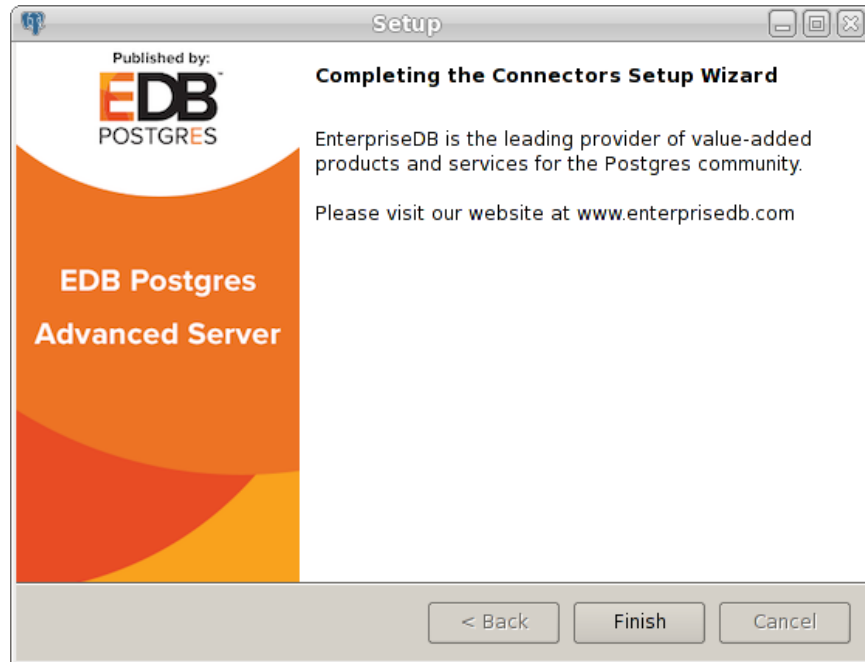 Setup
Published by:
EDB
POSTGRES
EDB Postgres
Advanced Server
Completing the Connectors Setup Wizard
EnterpriseDB is the leading provider of value-added
products and services for the Postgres community.
Please visit our website at www.enterprisedb.com
< Back
Finish
Cancel